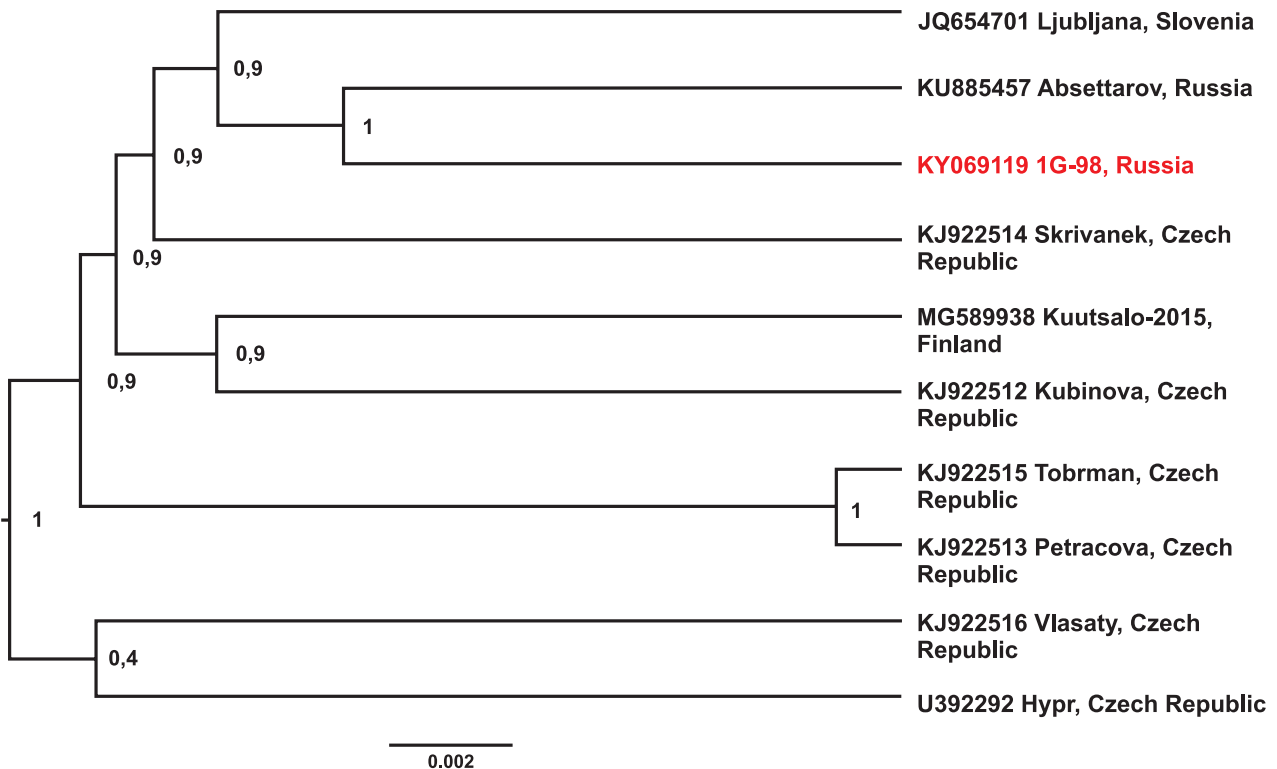 JQ654701 Ljubljana, Slovenia
0,9
KU885457 Absettarov, Russia
1
0,9
KY069119 1G-98, Russia
KJ922514 Skrivanek, Czech
Republic
0,9
MG589938 Kuutsalo-2015,
Finland
0,9
0,9
KJ922512 Kubinova, Czech
Republic
KJ922515 Tobrman, Czech
Republic
1
1
KJ922513 Petracova, Czech
Republic
KJ922516 Vlasaty, Czech
Republic
0,4
U392292 Hypr, Czech Republic
0.002